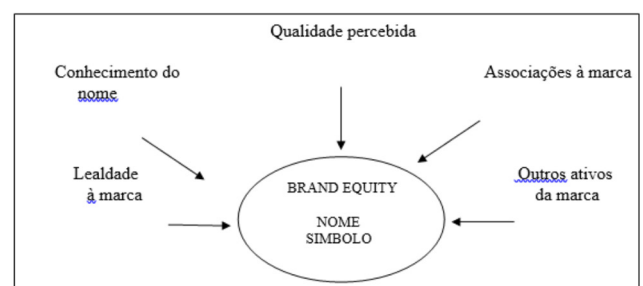 Qualidade percebida
Conhecimento do
nome
Associações à marca
Lealdade
à marca
Outros ativos
da marca
BRAND EQUITY
NOME
SIMBOLO